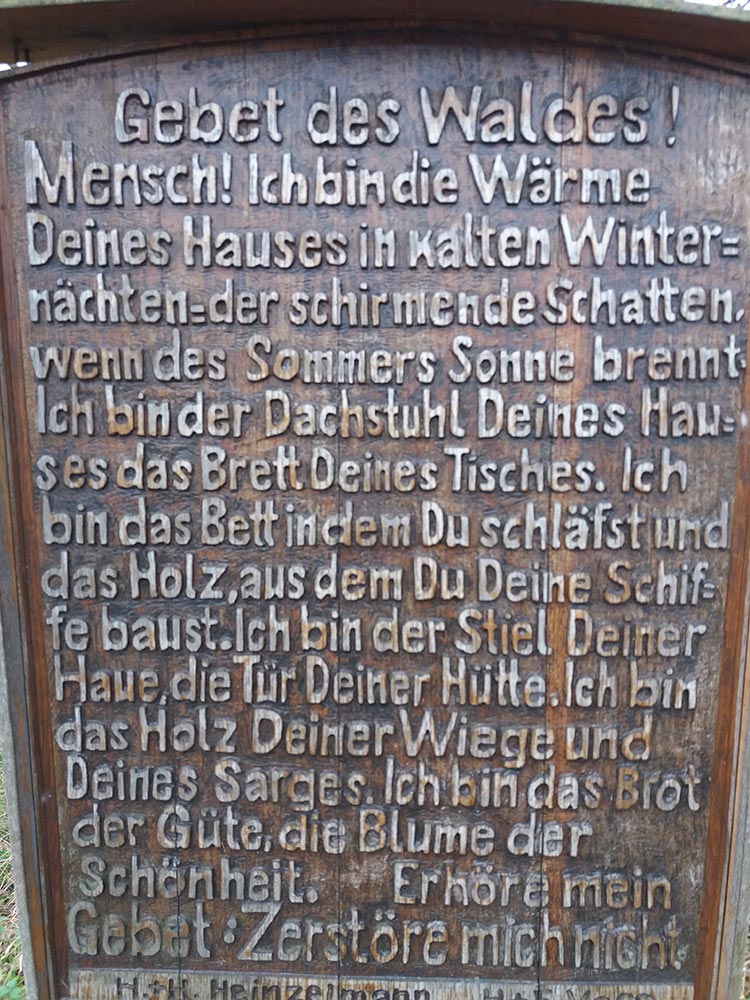 Gebet des Waldes!
Mensch! Ich bin die Wärme
Deines Hauses in kalten Winter=
nächten=der schirmende Schatten,
wenn des Sommers Sonne brennt.
Ich bin der Dachstuhl Deines Hau=
ses das Brett Deines Tisches. Ich
bin das Bett in dem Du schläfst und
das Holz, aus dem Du Deine Schif=
fe baust. Ich bin der Stiel Deiner
Haue, die Tür Deiner Hütte. Ich bin
das Holz Deiner Wiege und
Deines Sarges. Ich bin das Brot
der Güte, die Blume der
Schönheit. Erhöre mein
Gebet: Zerstöre mich nicht.
H.+K. Heinzelmann